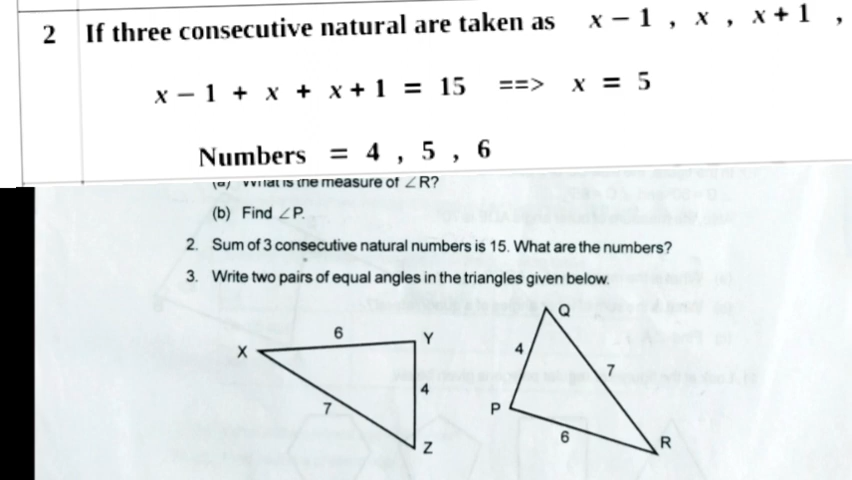 2 If three consecutive natural are taken as x − 1 , x , x + 1 ,
x − 1 + x + x + 1 = 15 ==> x = 5
Numbers = 4 , 5 , 6
(a) What is the measure of ∠R?
(b) Find ∠P.
2. Sum of 3 consecutive natural numbers is 15. What are the numbers?
3. Write two pairs of equal angles in the triangles given below.
X 6 Y
7 4
Z
Q
4 7
P 6 R